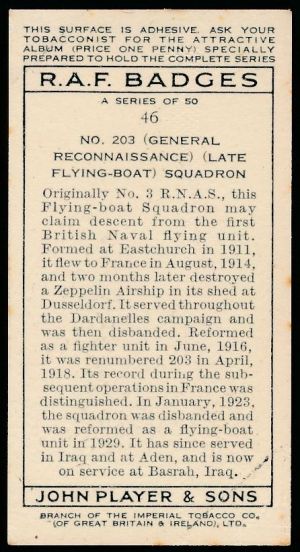 THIS SURFACE IS ADHESIVE. ASK YOUR
TOBACCONIST FOR THE ATTRACTIVE
ALBUM (PRICE ONE PENNY) SPECIALLY
PREPARED TO HOLD THE COMPLETE SERIES
R.A.F. BADGES
A SERIES OF 50
46
NO. 203 (GENERAL
RECONNAISSANCE) (LATE
FLYING-BOAT) SQUADRON
Originally No. 3 R.N.A.S., this
Flying-boat Squadron may
claim descent from the first
British Naval flying unit.
Formed at Eastchurch in 1911,
it flew to France in August, 1914,
and two months later destroyed
a Zeppelin Airship in its shed at
Dusseldorf. It served throughout
the Dardanelles campaign and
was then disbanded. Reformed
as a fighter unit in June, 1916,
it was renumbered 203 in April,
1918. Its record during the sub-
sequent operations in France was
distinguished. In January, 1923,
the squadron was disbanded and
was reformed as a flying-boat
unit in 1929. It has since served
in Iraq and at Aden, and is now
on service at Basrah, Iraq.
JOHN PLAYER & SONS
BRANCH OF THE IMPERIAL TOBACCO CO.
(OF GREAT BRITAIN & IRELAND), LTD.